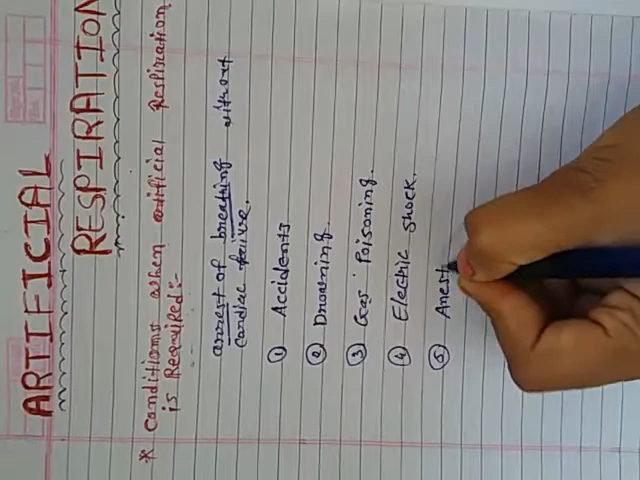 ARTIFICIAL
RESPIRATION
* Conditions when artificial Respiration
is Required:-
arrest of breathing without
cardiac failure.
① Accidents
② Drowning.
③ Gas Poisoning.
④ Electric shock.
⑤ Anest